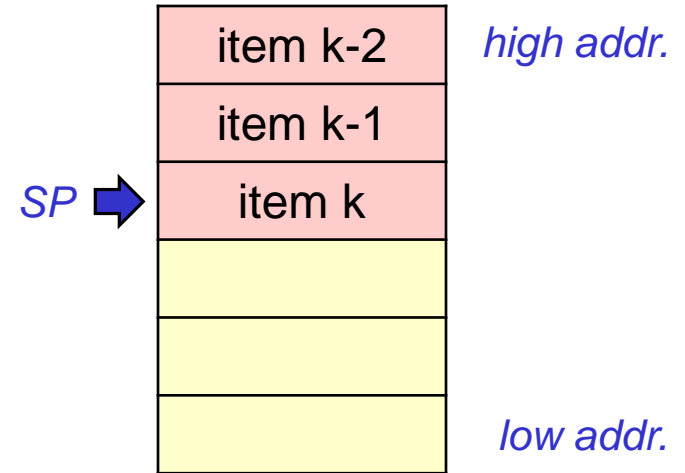 item k-2
high addr.
item k-1
SP
item k
low addr.